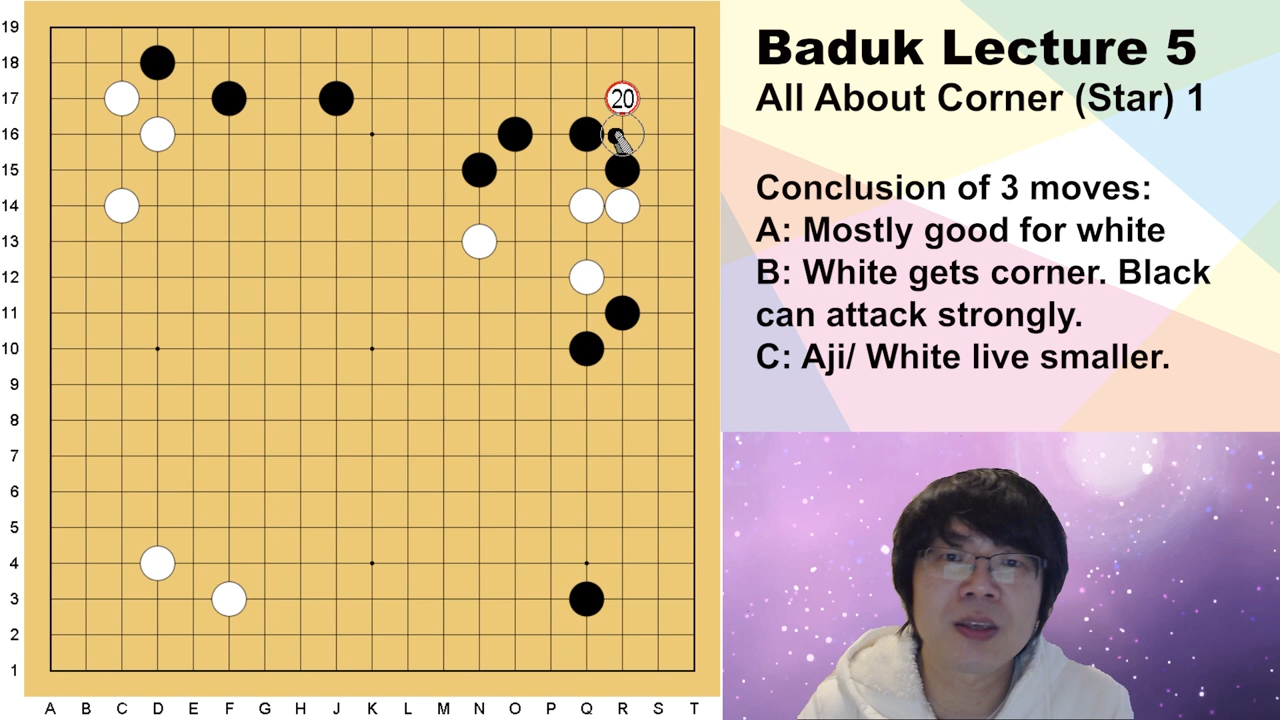 Baduk Lecture 5
All About Corner (Star) 1
Conclusion of 3 moves:
A: Mostly good for white
B: White gets corner. Black
can attack strongly.
C: Aji/ White live smaller.
19
18
17
20
16
15
14
13
12
11
10
9
8
7
6
5
4
3
2
1
A B C D E F G H J K L M N O P Q R S T